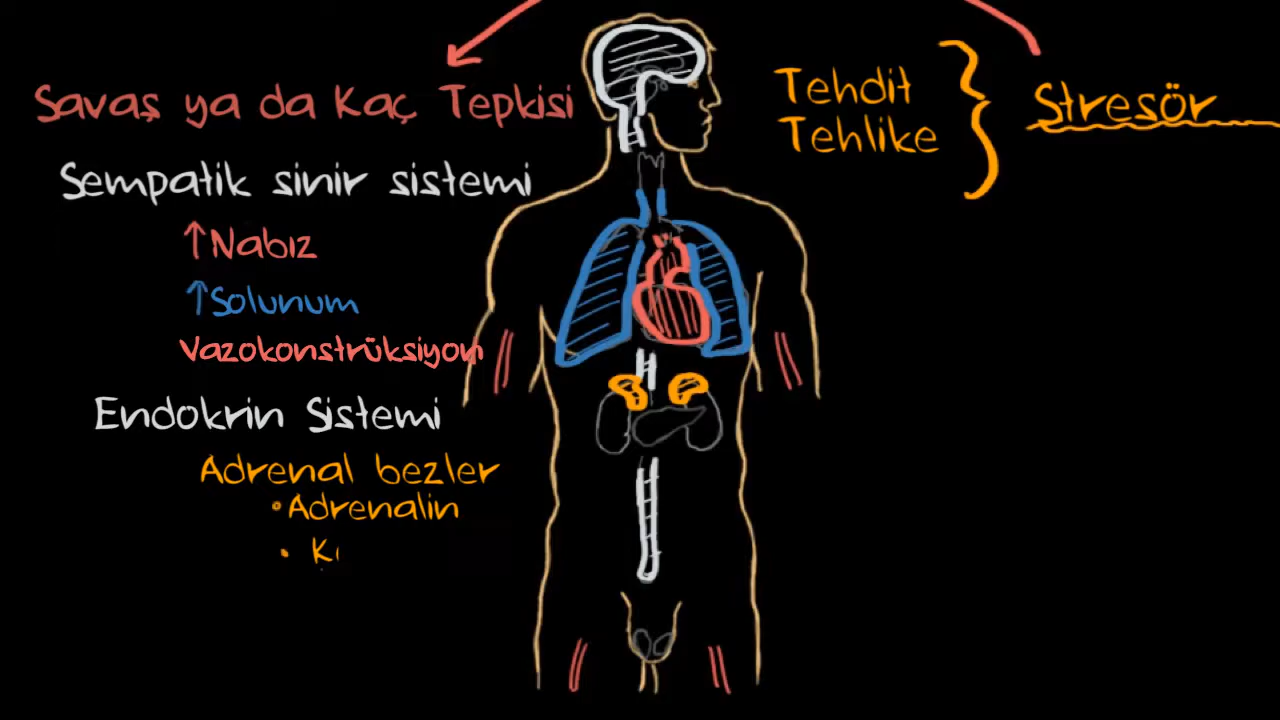 Savaş ya da Kaç Tepkisi
Sempatik sinir sistemi
↑Nabız
↑Solunum
Vazokonstrüksiyon
Endokrin Sistemi
Adrenal bezler
• Adrenalin
• K
Tehdit
Tehlike
Stresör